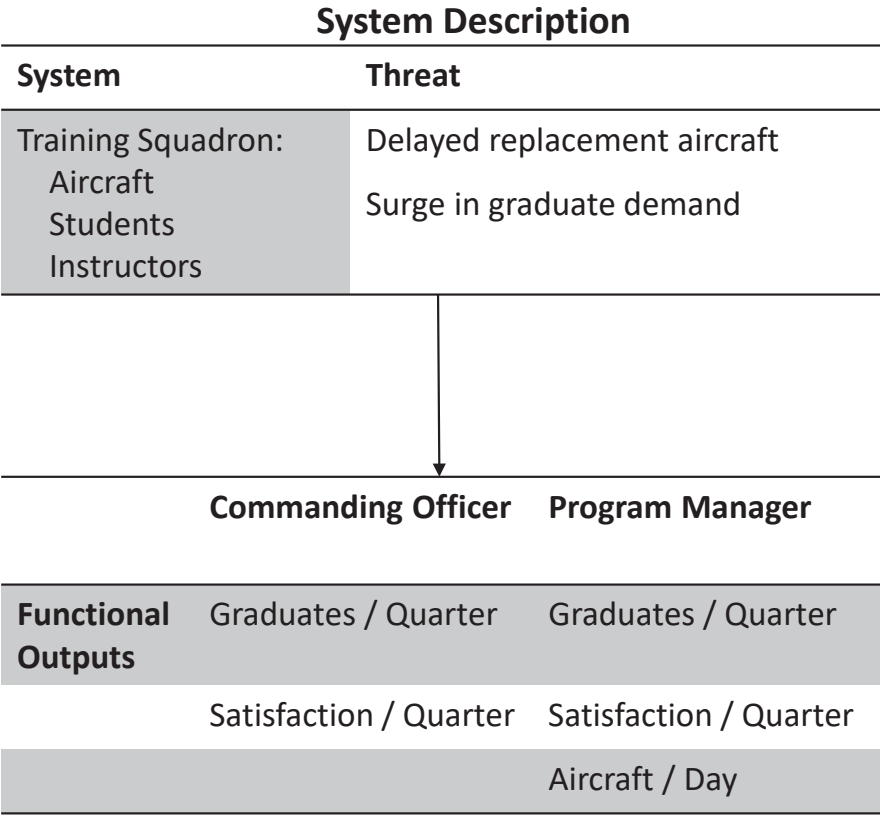 System Description
System Threat
Training Squadron: Delayed replacement aircraft
Aircraft
Students Surge in graduate demand
Instructors
Commanding Officer Program Manager
Functional Graduates / Quarter Graduates / Quarter
Outputs
Satisfaction / Quarter Satisfaction / Quarter
Aircraft / Day